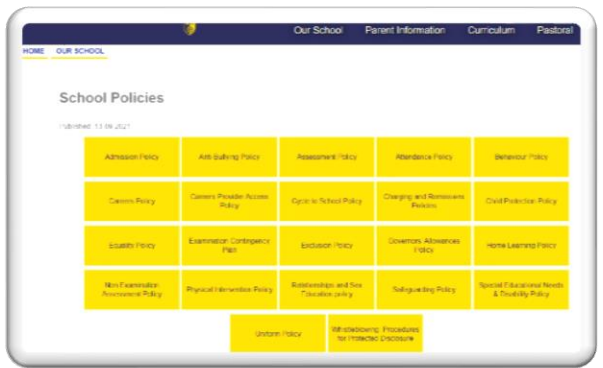 Our School Parent Information Curriculum Pastoral
HOME OUR SCHOOL
School Policies
Published: 13.09.2021
Admission Policy
Anti-Bullying Policy
Assessment Policy
Attendance Policy
Behaviour Policy
Careers Policy
Careers Provider Access
Policy
Cycle to School Policy
Charging and Remissions
Policies
Child Protection Policy
Equality Policy
Examination Contingency
Plan
Exclusion Policy
Governors Allowances
Policy
Home Learning Policy
Non Examination
Assessment Policy
Physical Intervention Policy
Relationships and Sex
Education policy
Safeguarding Policy
Special Educational Needs
& Disability Policy
Uniform Policy
Whistleblowing: Procedures
for Protected Disclosure